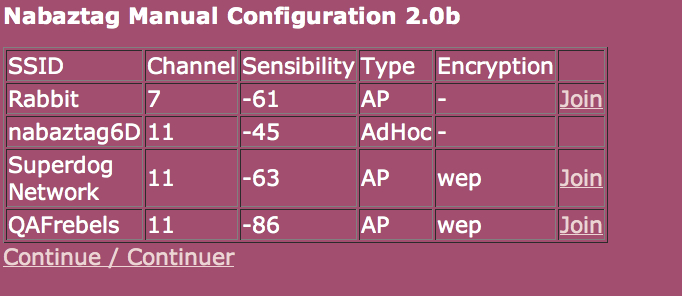 Nabaztag Manual Configuration 2.0b
SSID Channel Sensibility Type Encryption
Rabbit 7 -61 AP - Join
nabaztag6D 11 -45 AdHoc -
Superdog
Network 11 -63 AP wep Join
QAFrebels 11 -86 AP wep Join
Continue / Continuer